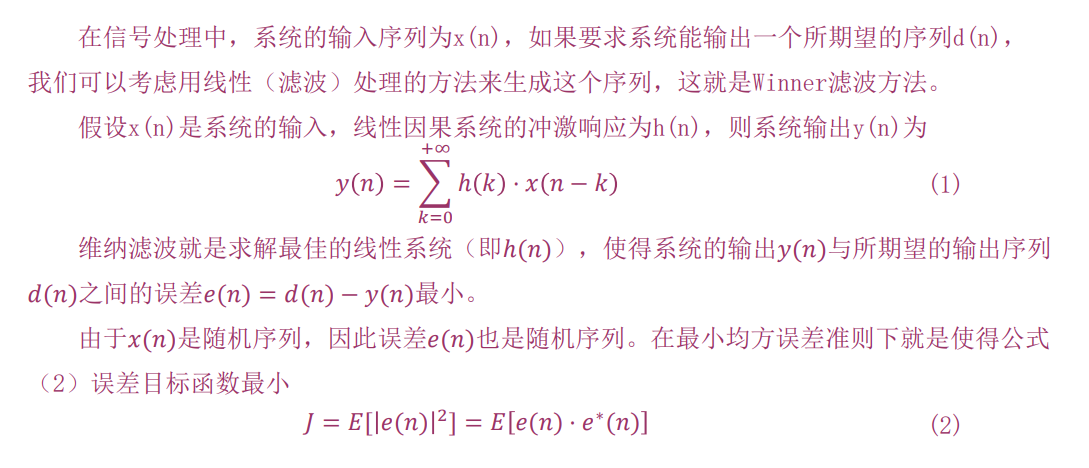 在信号处理中，系统的输入序列为x(n)，如果要求系统能输出一个所期望的序列d(n)，
我们可以考虑用线性（滤波）处理的方法来生成这个序列，这就是Winner滤波方法。
假设x(n)是系统的输入，线性因果系统的冲激响应为h(n)，则系统输出y(n)为
y(n) = ∑_{k=0}^{+∞} h(k) · x(n − k) (1)
维纳滤波就是求解最佳的线性系统（即h(n)），使得系统的输出y(n)与所期望的输出序列
d(n)之间的误差e(n) = d(n) − y(n)最小。
由于x(n)是随机序列，因此误差e(n)也是随机序列。在最小均方误差准则下就是使得公式
（2）误差目标函数最小
J = E[|e(n)|²] = E[e(n) · e*(n)] (2)